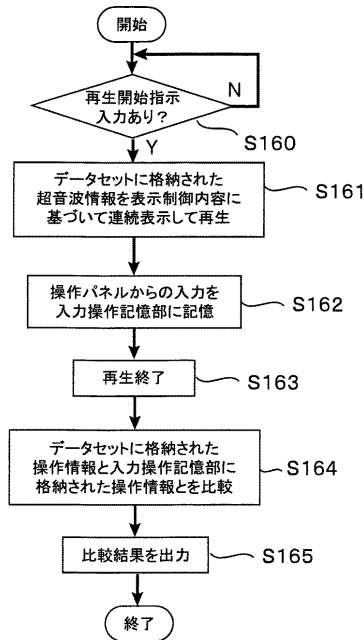 開始
再生開始指示
入力あり?
N
S160
Y
データセットに格納された
超音波情報を表示制御内容に
基づいて連続表示して再生
S161
操作パネルからの入力を
入力操作記憶部に記憶
S162
再生終了
S163
データセットに格納された
操作情報と入力操作記憶部に
格納された操作情報とを比較
S164
比較結果を出力
S165
終了